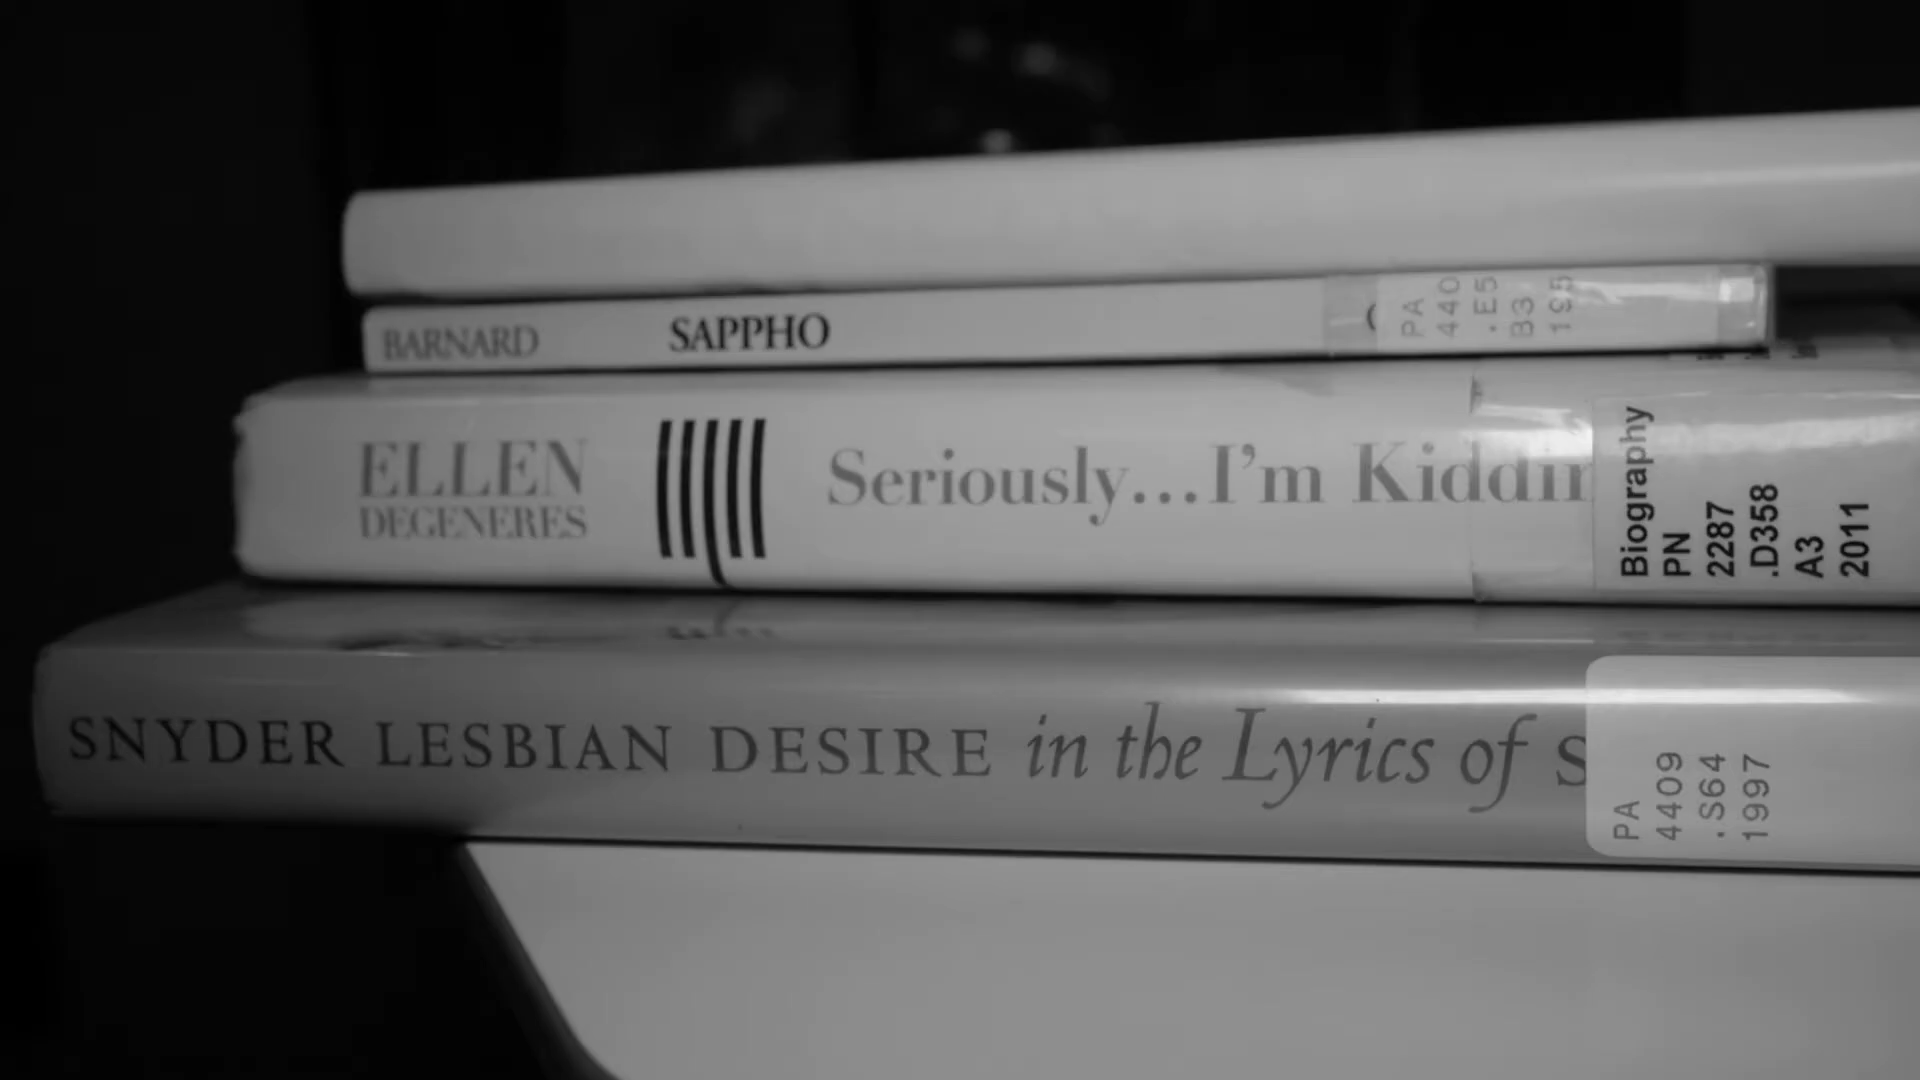 BARNARD SAPPHO
PA
440
.E5
B3
195
ELLEN
DEGENERES
Seriously...I'm Kiddin
Biography
PN
2287
.D358
A3
2011
SNYDER LESBIAN DESIRE in the Lyrics of S
PA
4409
.S64
1997